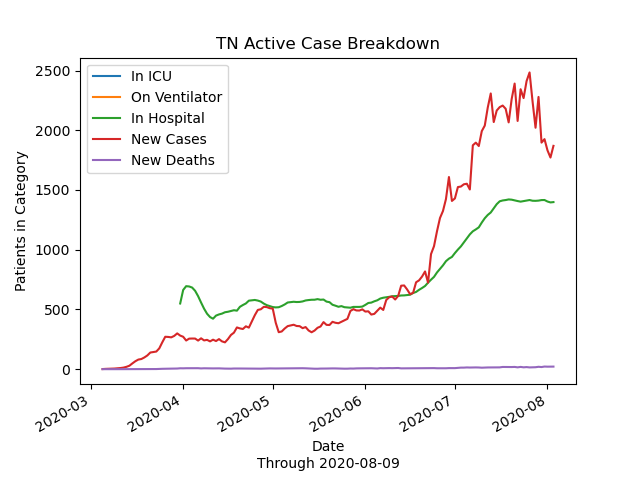 TN Active Case Breakdown
In ICU
On Ventilator
In Hospital
New Cases
New Deaths
Patients in Category
2500
2000
1500
1000
500
0
2020-03
2020-04
2020-05
2020-06
2020-07
2020-08
Date
Through 2020-08-09